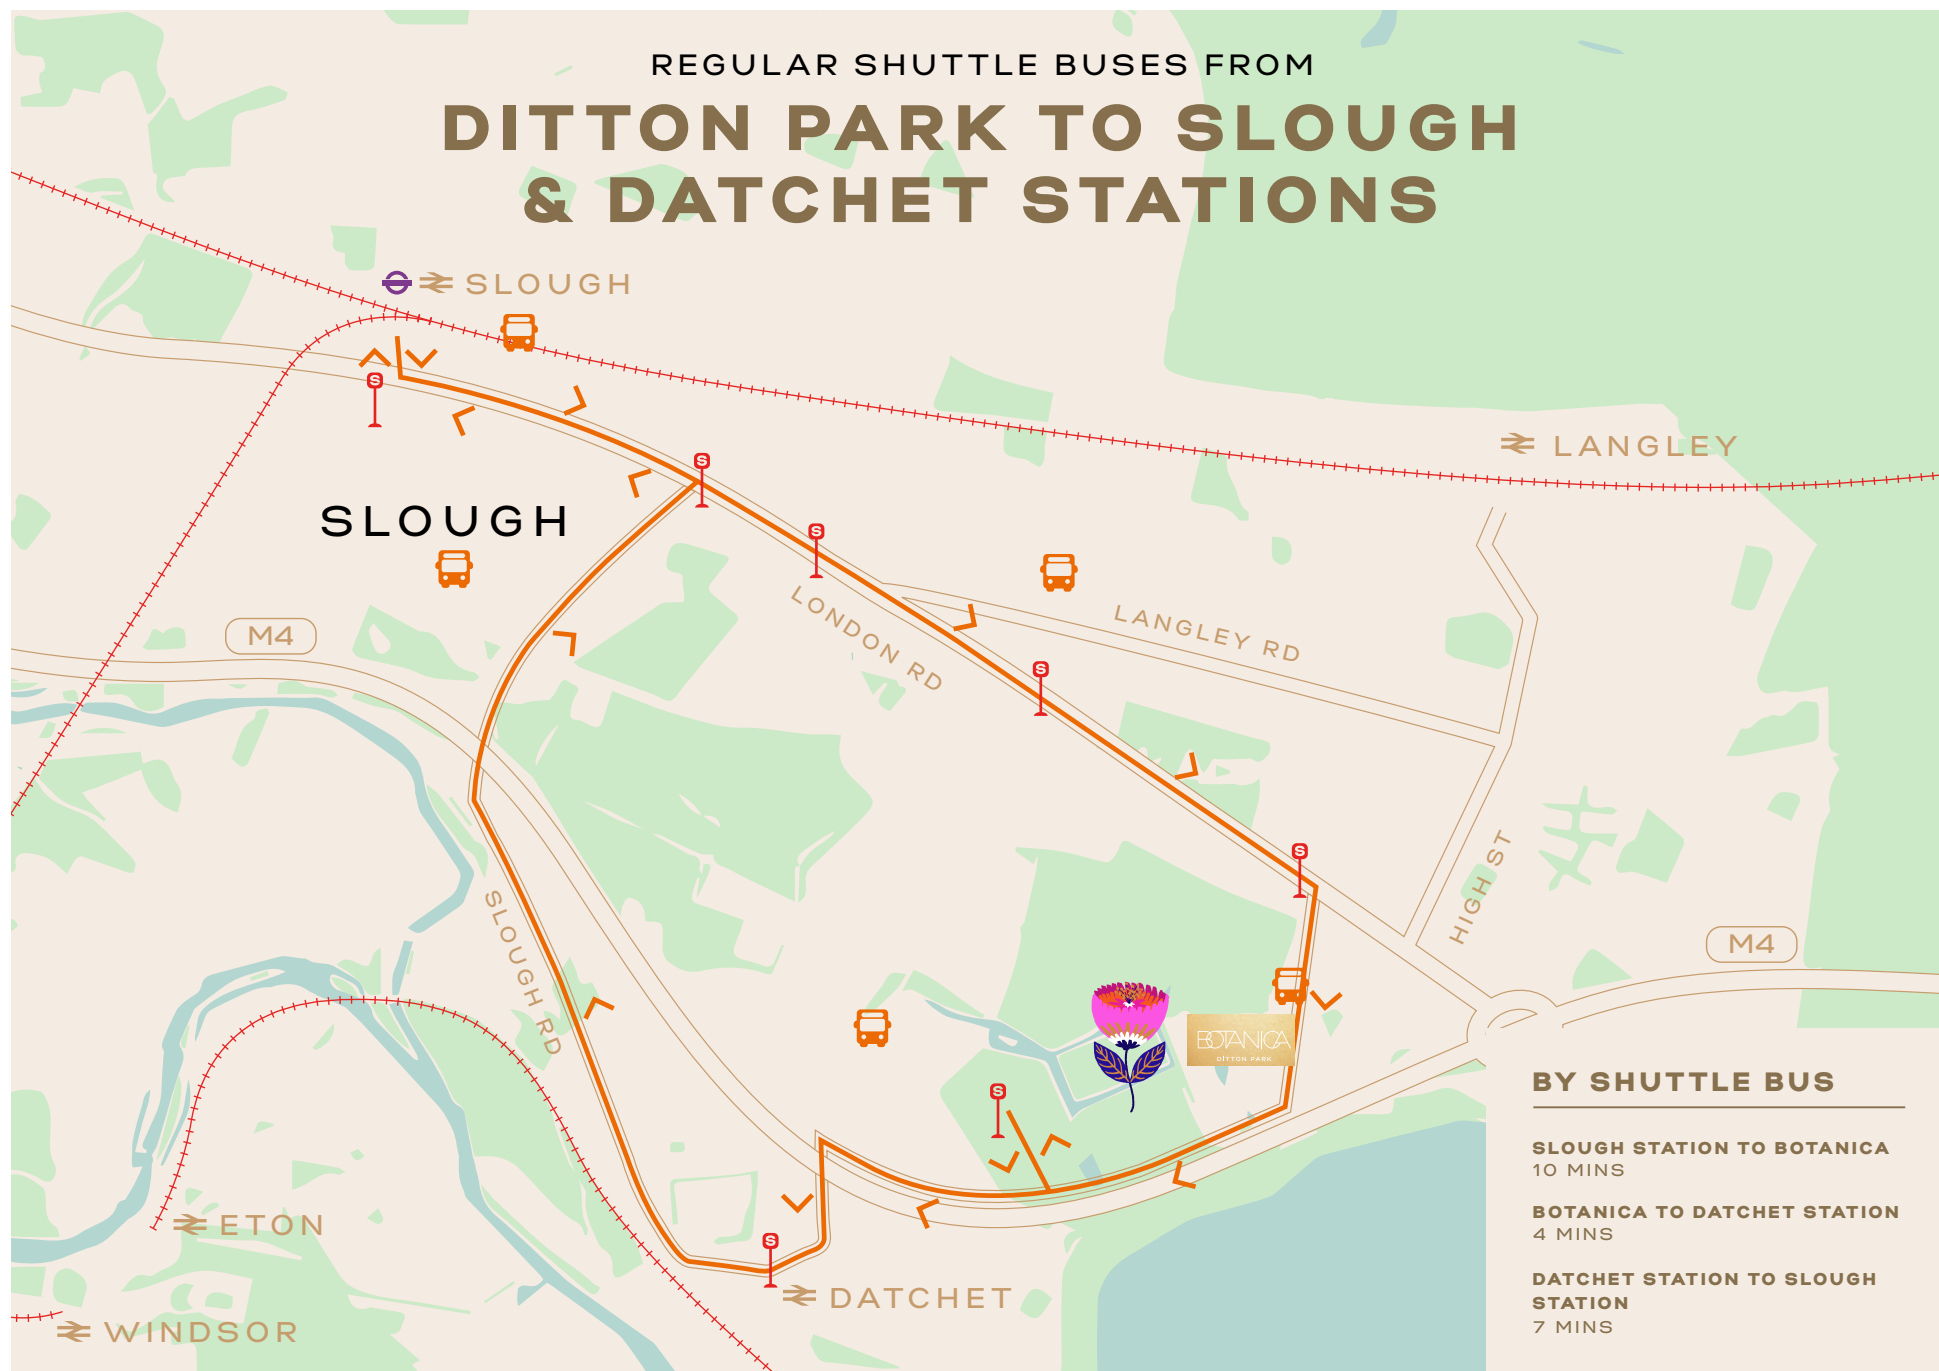 REGULAR SHUTTLE BUSES FROM
DITTON PARK TO SLOUGH
& DATCHET STATIONS
SLOUGH
S
LANGLEY
S
SLOUGH
S
LONDON RD
LANGLEY RD
M4
S
S
HIGH ST
SLOUGH RD
M4
BOTANICA
DITTON PARK
S
S
ETON
DATCHET
WINDSOR
BY SHUTTLE BUS
SLOUGH STATION TO BOTANICA
10 MINS
BOTANICA TO DATCHET STATION
4 MINS
DATCHET STATION TO SLOUGH
STATION
7 MINS